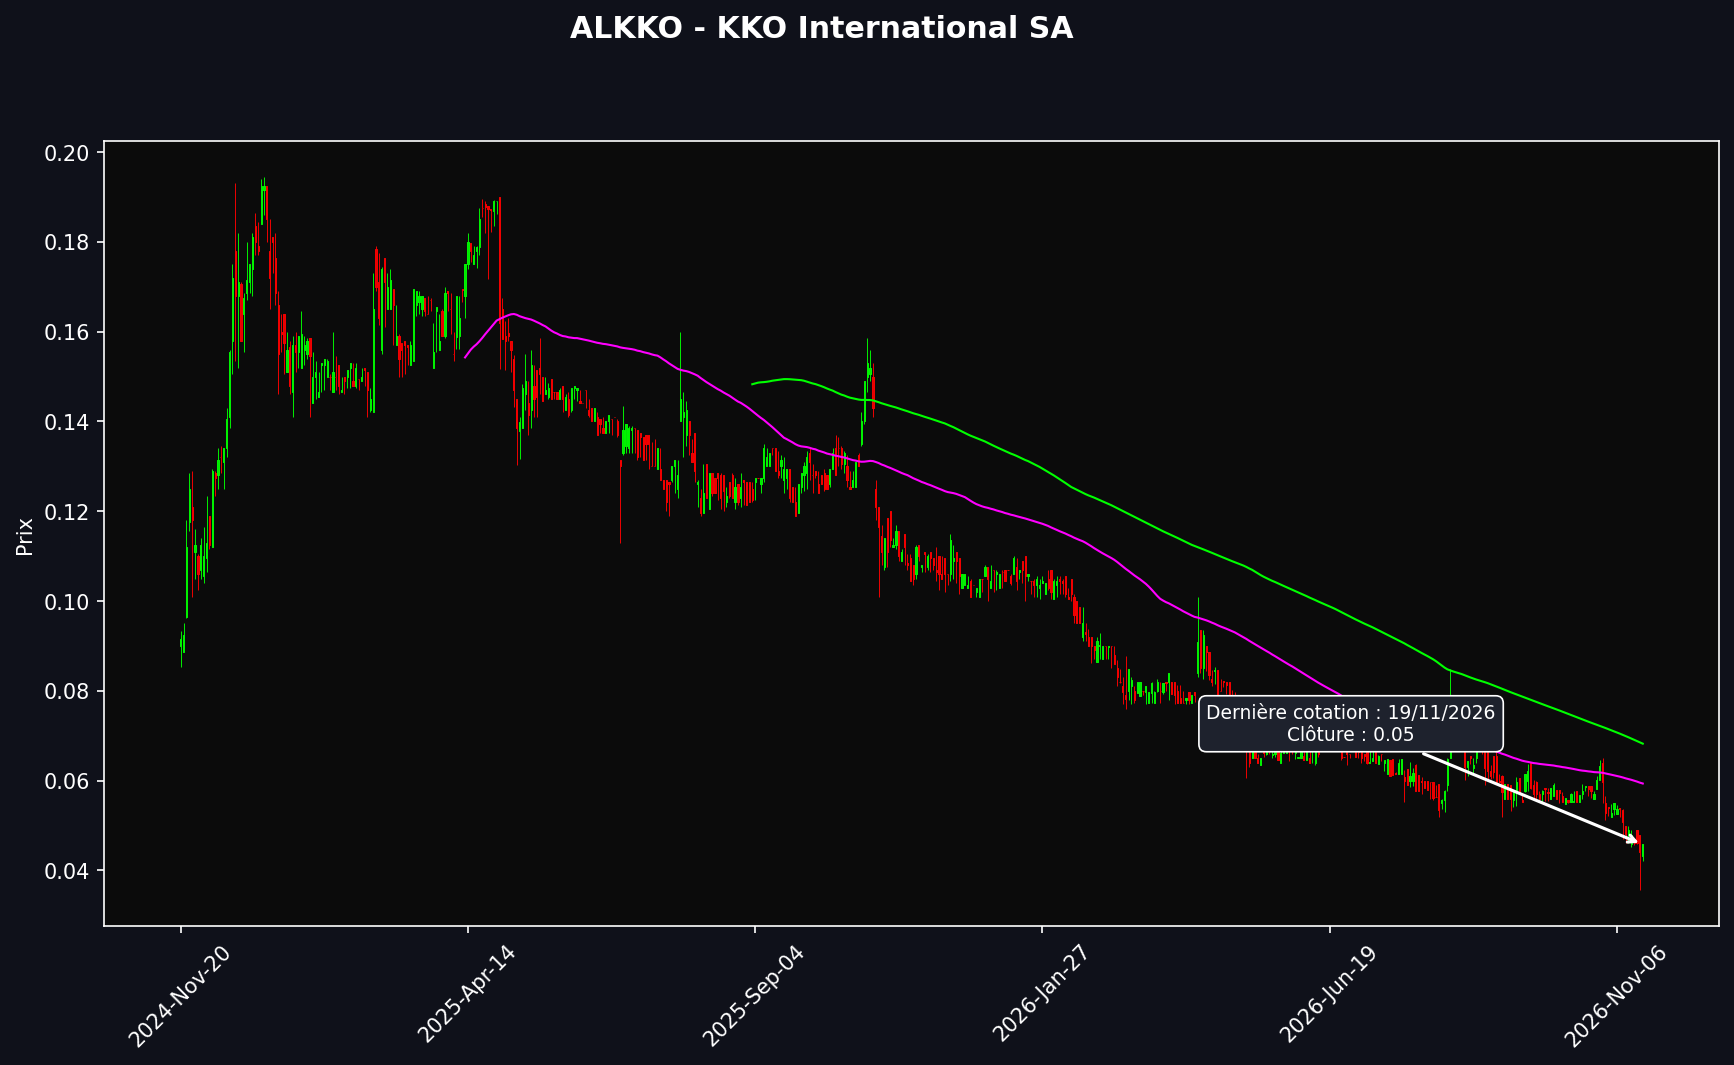 ALKKO - KKO International SA
Prix
0.20
0.18
0.16
0.14
0.12
0.10
0.08
0.06
0.04
Dernière cotation : 19/11/2026
Clôture : 0.05
2024-Nov-20
2025-Apr-14
2025-Sep-04
2026-Jan-27
2026-Jun-19
2026-Nov-06